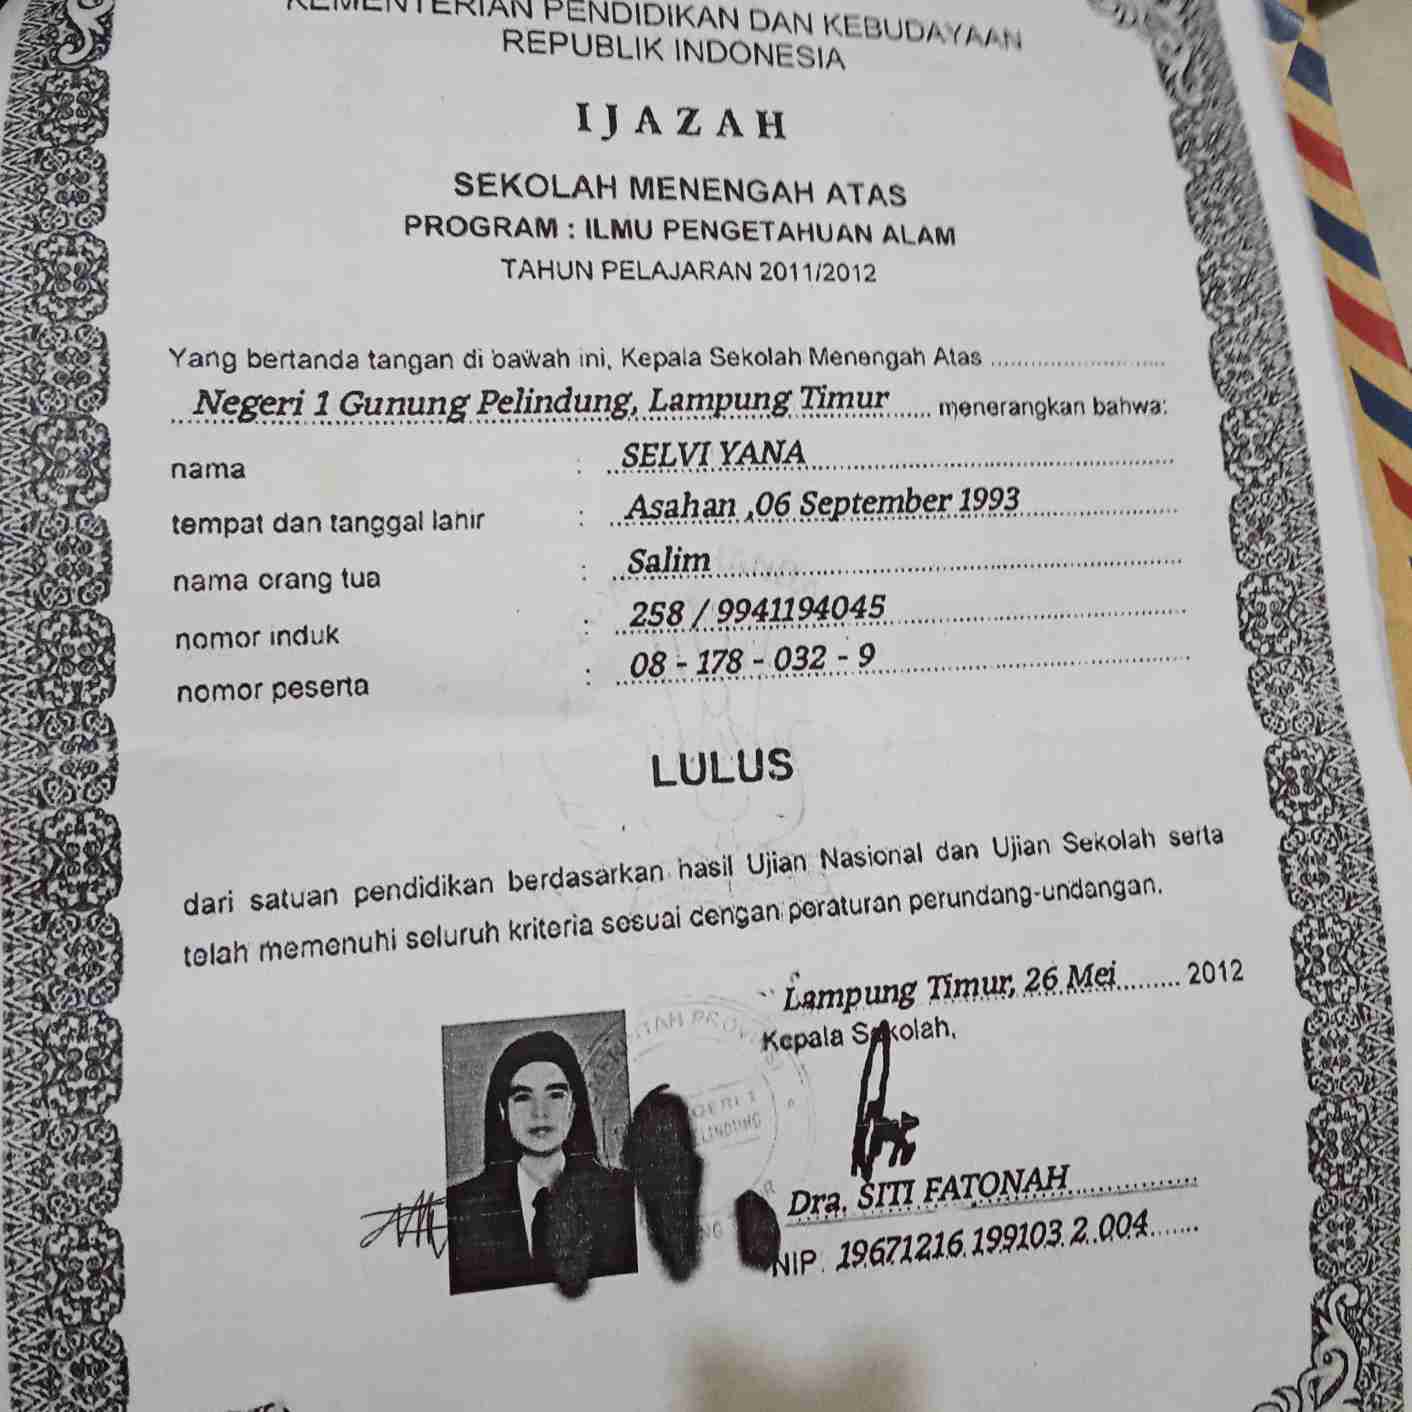 KEMENTERIAN PENDIDIKAN DAN KEBUDAYAAN
REPUBLIK INDONESIA
IJAZAH
SEKOLAH MENENGAH ATAS
PROGRAM : ILMU PENGETAHUAN ALAM
TAHUN PELAJARAN 2011/2012
Yang bertanda tangan di bawah ini, Kepala Sekolah Menengah Atas
Negeri 1 Gunung Pelindung, Lampung Timur menerangkan bahwa:
nama : SELVI YANA
tempat dan tanggal lahir : Asahan ,06 September 1993
nama orang tua : Salim
nomor induk : 258 / 9941194045
nomor peserta : 08 - 178 - 032 - 9
LULUS
dari satuan pendidikan berdasarkan hasil Ujian Nasional dan Ujian Sekolah serta
telah memenuhi seluruh kriteria sesuai dengan peraturan perundang-undangan.
Lampung Timur, 26 Mei 2012
Kepala Sekolah,
Dra. SITI FATONAH
NIP. 19671216 199103 2 004